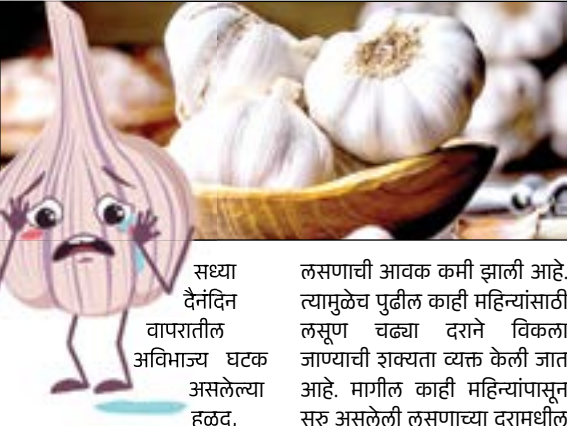 सध्या
दैनंदिन
वापरातील
अविभाज्य घटक
असलेल्या
हळद,
लसणाची आवक कमी झाली आहे.
त्यामुळेच पुढील काही महिन्यांसाठी
लसूण चढ्या दराने विकला
जाण्याची शक्यता व्यक्त केली जात
आहे. मागील काही महिन्यांपासून
सुरु असलेली लसणाच्या दरामधील